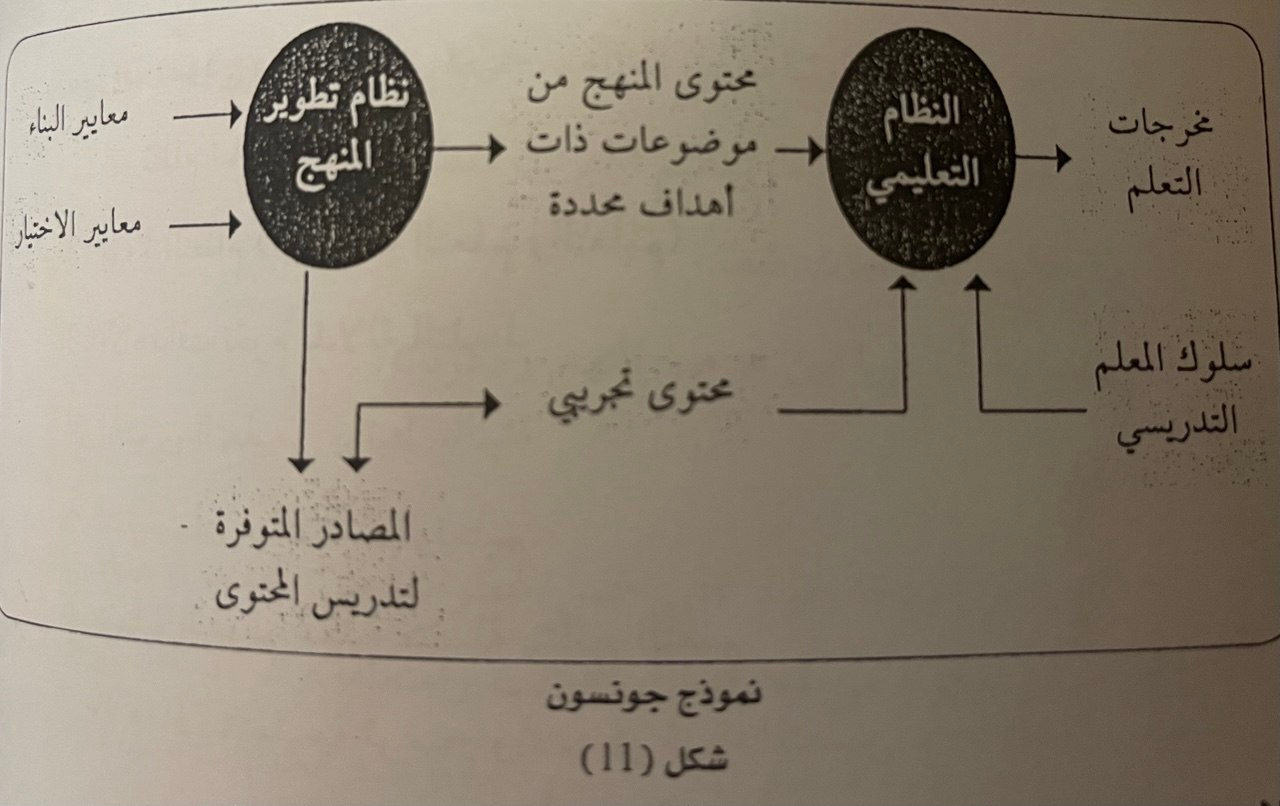 معايير البناء
معايير الاختيار
نظام تطوير
المنهج
محتوى المنهج من
موضوعات ذات
أهداف محددة
النظام
التعليمي
مخرجات
التعلم
محتوى تجريبي
سلوك المعلم
التدريسي
المصادر المتوفرة
لتدريس المحتوى
نموذج جونسون
شكل (11)